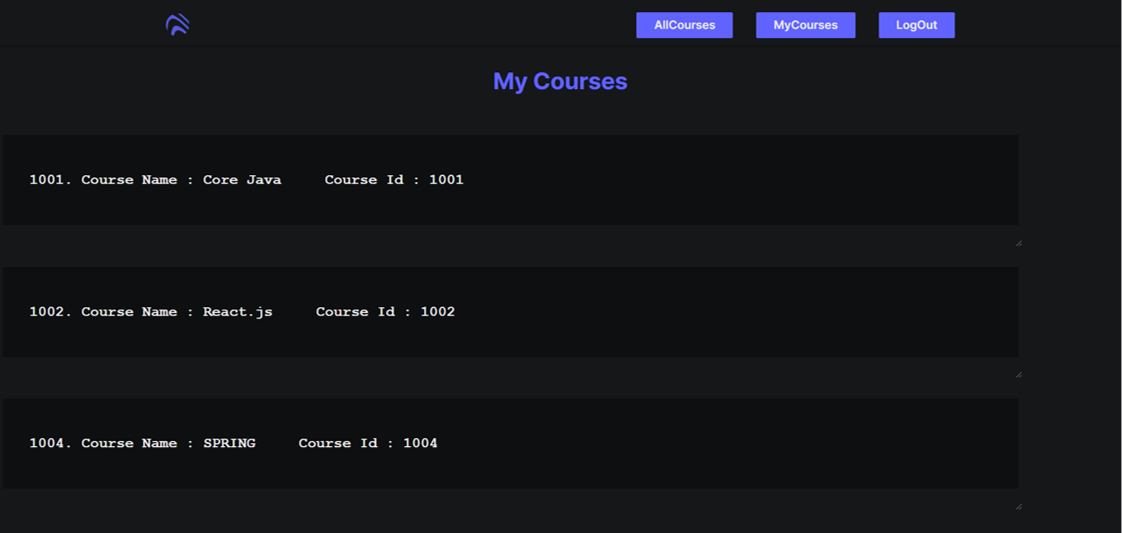 AllCourses MyCourses LogOut
My Courses
1001. Course Name : Core Java     Course Id : 1001
1002. Course Name : React.js     Course Id : 1002
1004. Course Name : SPRING     Course Id : 1004